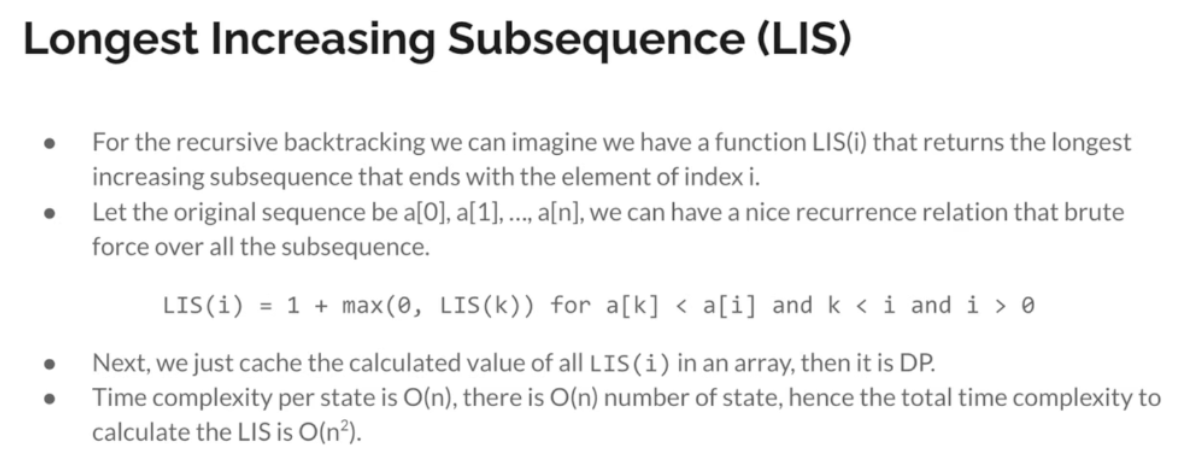 Longest Increasing Subsequence (LIS)
● For the recursive backtracking we can imagine we have a function LIS(i) that returns the longest
increasing subsequence that ends with the element of index i.
● Let the original sequence be a[0], a[1], ..., a[n], we can have a nice recurrence relation that brute
force over all the subsequence.
LIS(i) = 1 + max(0, LIS(k)) for a[k] < a[i] and k < i and i > 0
● Next, we just cache the calculated value of all LIS(i) in an array, then it is DP.
● Time complexity per state is O(n), there is O(n) number of state, hence the total time complexity to
calculate the LIS is O(n²).